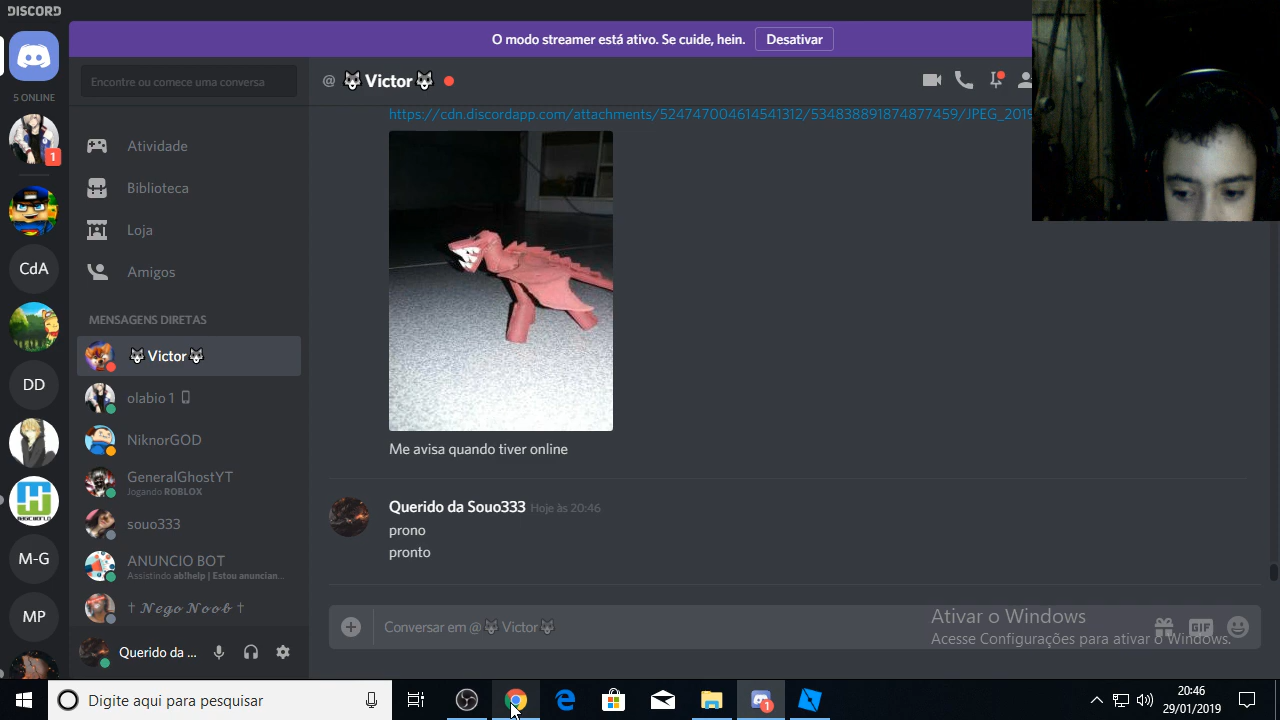 DISCORD
O modo streamer está ativo. Se cuide, hein.
Desativar
Encontre ou comece uma conversa
@ 🐺Victor🐺
5 ONLINE
https://cdn.discordapp.com/attachments/524747004614541312/534838891874877459/JPEG_2019
1
Atividade
Biblioteca
Loja
CdA
Amigos
MENSAGENS DIRETAS
🐺Victor🐺
DD
olabio 1
NiknorGOD
Me avisa quando tiver online
GeneralGhostYT
Jogando ROBLOX
Querido da Souo333 Hoje às 20:46
prono
pronto
souo333
M-G
ANUNCIO BOT
Assistindo ab!help | Estou anuncian...
MP
† 𝓝𝓮𝓰𝓸 𝓝𝓸𝓸𝓫 †
Conversar em @🐺Victor🐺
GIF
Ativar o Windows
Acesse Configurações para ativar o Windows.
Querido da ...
Digite aqui para pesquisar
1
20:46
29/01/2019